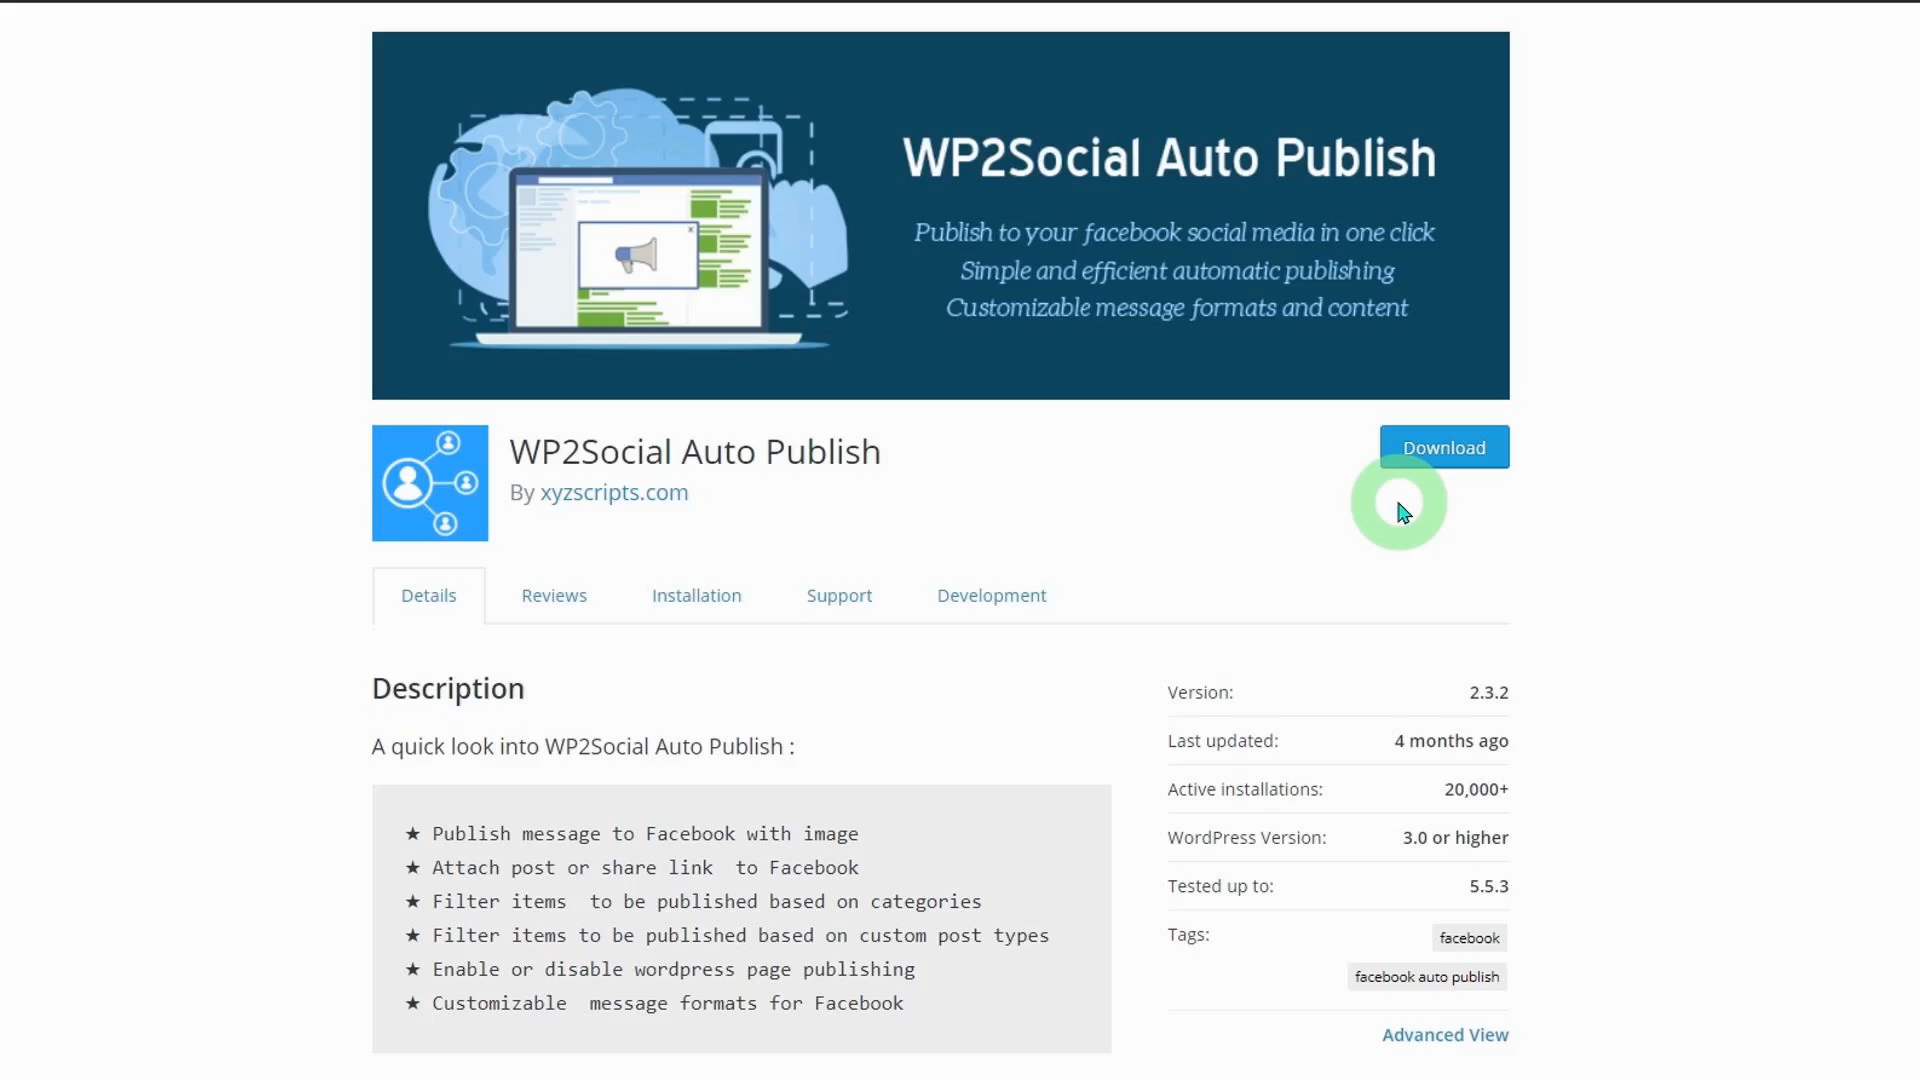 WP2Social Auto Publish
Publish to your facebook social media in one click
Simple and efficient automatic publishing
Customizable message formats and content
WP2Social Auto Publish
Download
By xyzscripts.com
Details
Reviews
Installation
Support
Development
Description
A quick look into WP2Social Auto Publish :
★ Publish message to Facebook with image
★ Attach post or share link  to Facebook
★ Filter items  to be published based on categories
★ Filter items to be published based on custom post types
★ Enable or disable wordpress page publishing
★ Customizable  message formats for Facebook
Version: 2.3.2
Last updated: 4 months ago
Active installations: 20,000+
WordPress Version: 3.0 or higher
Tested up to: 5.5.3
Tags: facebook
facebook auto publish
Advanced View